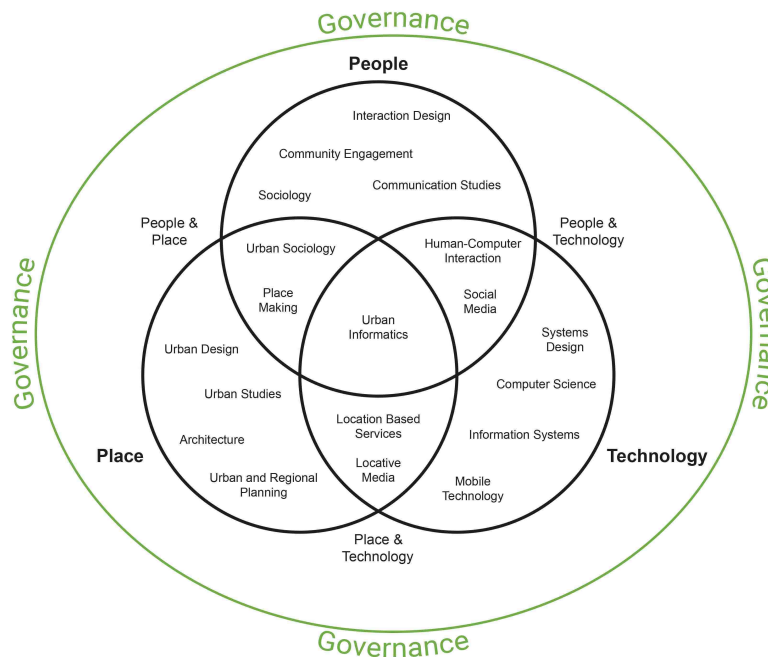 Governance
People
Interaction Design
Community Engagement
Communication Studies
Sociology
People &
Place
People &
Technology
Urban Sociology
Human-Computer
Interaction
Governance
Governance
Place
Making
Social
Media
Urban
Informatics
Systems
Design
Urban Design
Computer Science
Urban Studies
Location Based
Services
Information Systems
Architecture
Place
Technology
Locative
Media
Urban and Regional
Planning
Mobile
Technology
Place &
Technology
Governance